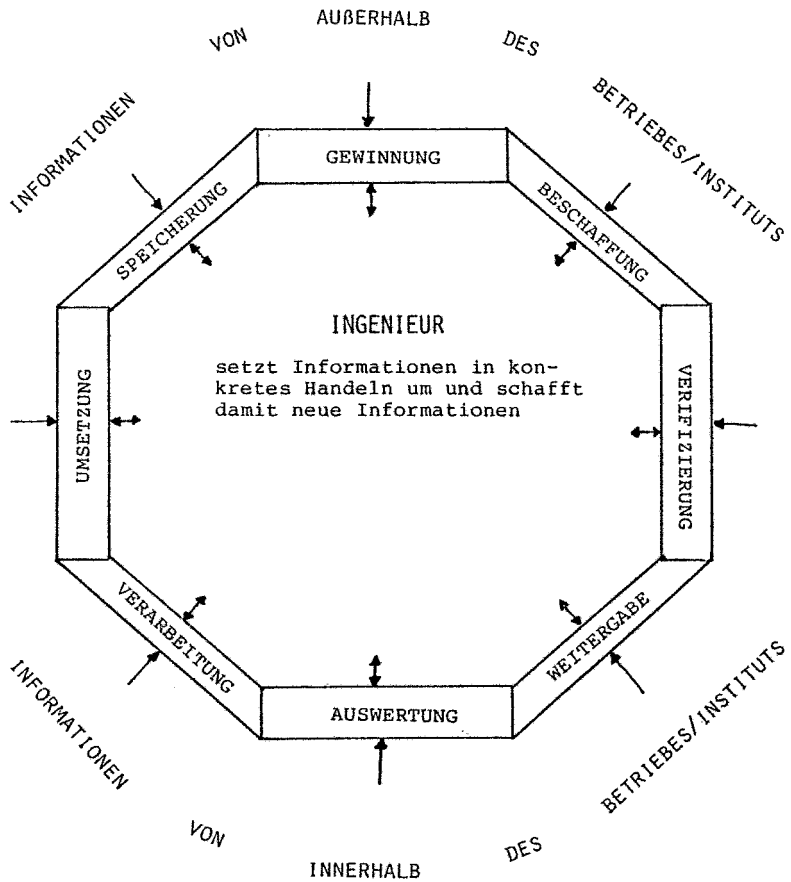 INFORMATIONEN VON AUßERHALB DES BETRIEBES/INSTITUTS
GEWINNUNG
BESCHAFFUNG
VERIFIZIERUNG
WEITERGABE
AUSWERTUNG
VERARBEITUNG
UMSETZUNG
SPEICHERUNG
INGENIEUR
setzt Informationen in kon-
kretes Handeln um und schafft
damit neue Informationen
INFORMATIONEN VON INNERHALB DES BETRIEBES/INSTITUTS